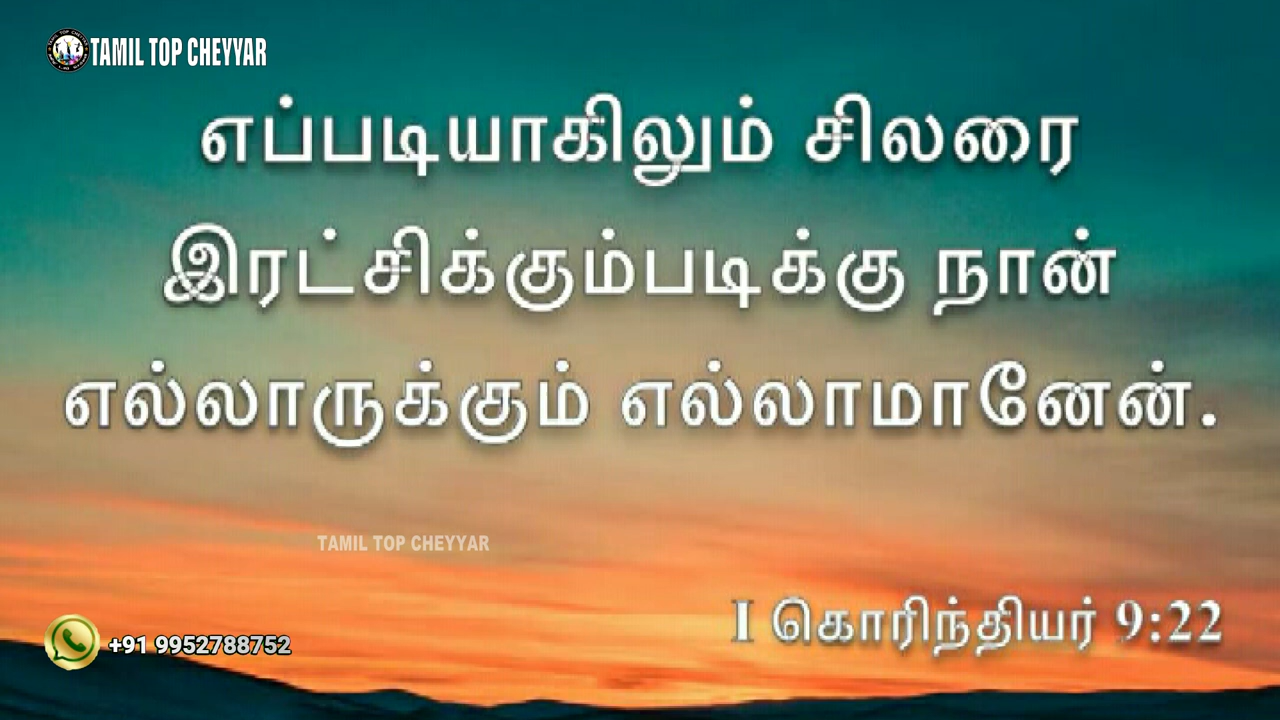 TAMIL TOP CHEYYAR
எப்படியாகிலும் சிலரை
இரட்சிக்கும்படிக்கு நான்
எல்லாருக்கும் எல்லாமானேன்.
TAMIL TOP CHEYYAR
I கொரிந்தியர் 9:22
+91 9952788752